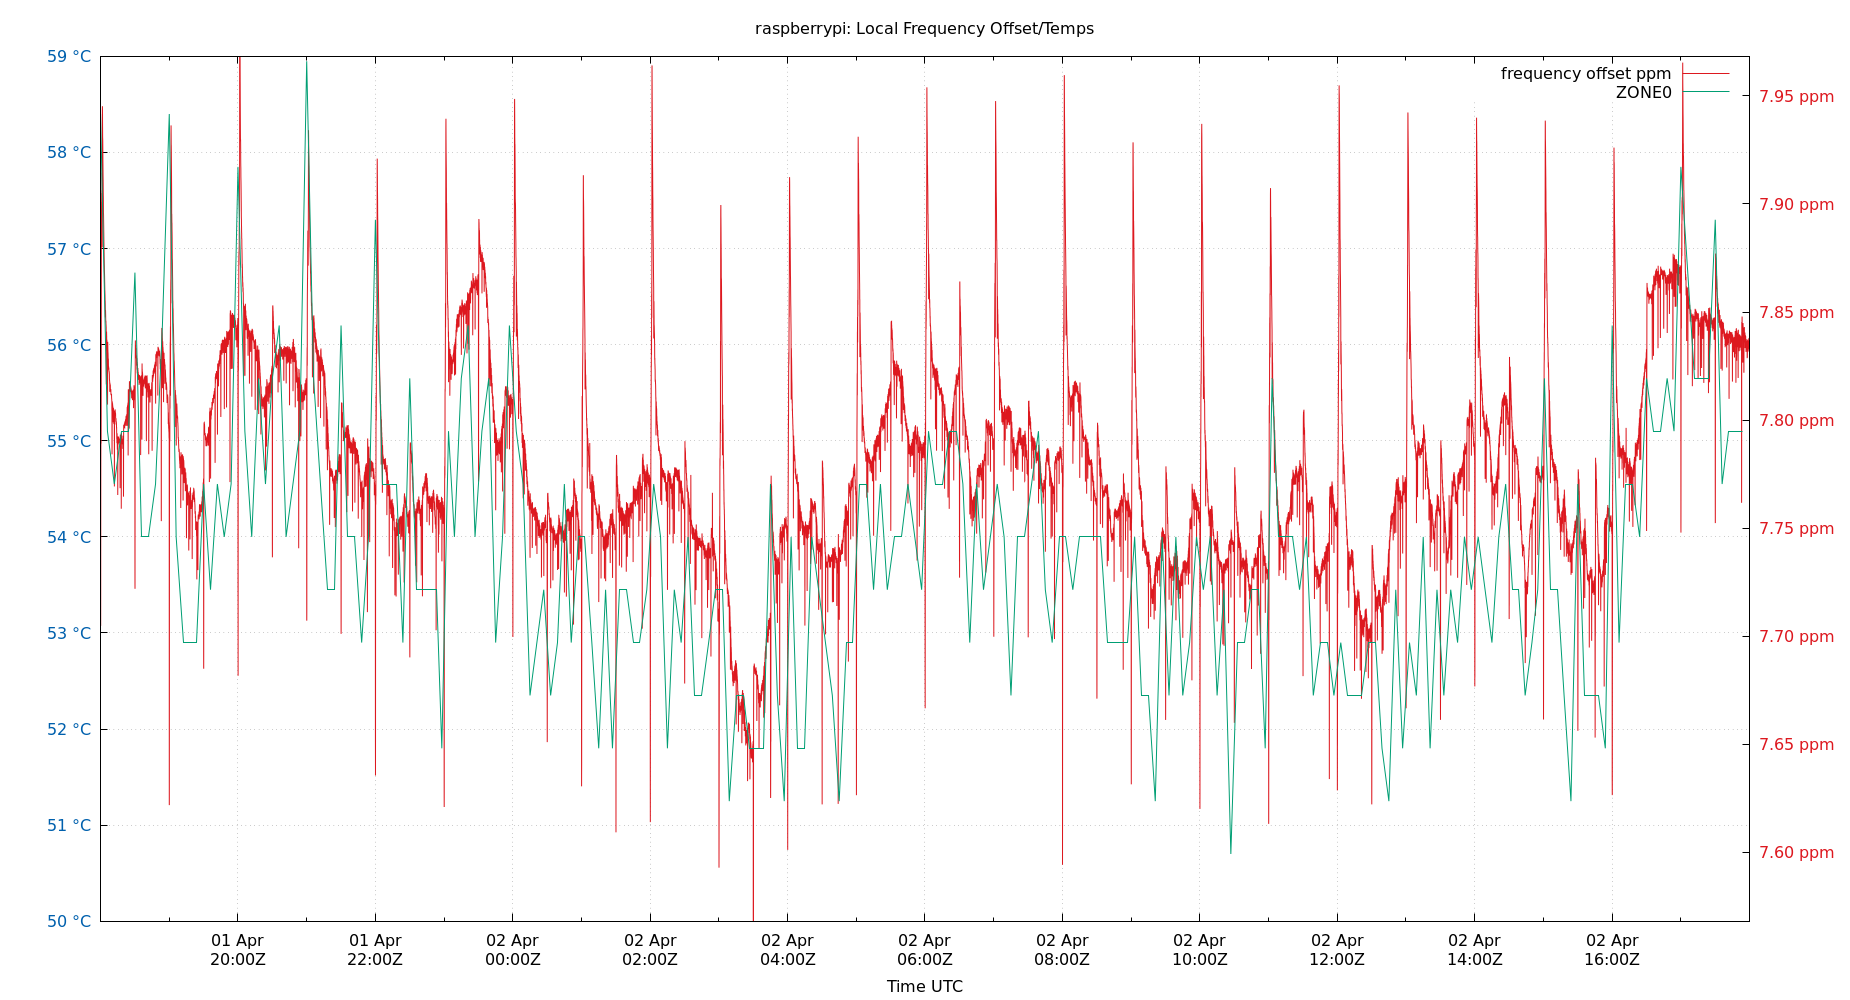 raspberrypi: Local Frequency Offset/Temps
frequency offset ppm
ZONE0
59 °C
58 °C
57 °C
56 °C
55 °C
54 °C
53 °C
52 °C
51 °C
50 °C
7.95 ppm
7.90 ppm
7.85 ppm
7.80 ppm
7.75 ppm
7.70 ppm
7.65 ppm
7.60 ppm
01 Apr
20:00Z
01 Apr
22:00Z
02 Apr
00:00Z
02 Apr
02:00Z
02 Apr
04:00Z
02 Apr
06:00Z
02 Apr
08:00Z
02 Apr
10:00Z
02 Apr
12:00Z
02 Apr
14:00Z
02 Apr
16:00Z
Time UTC